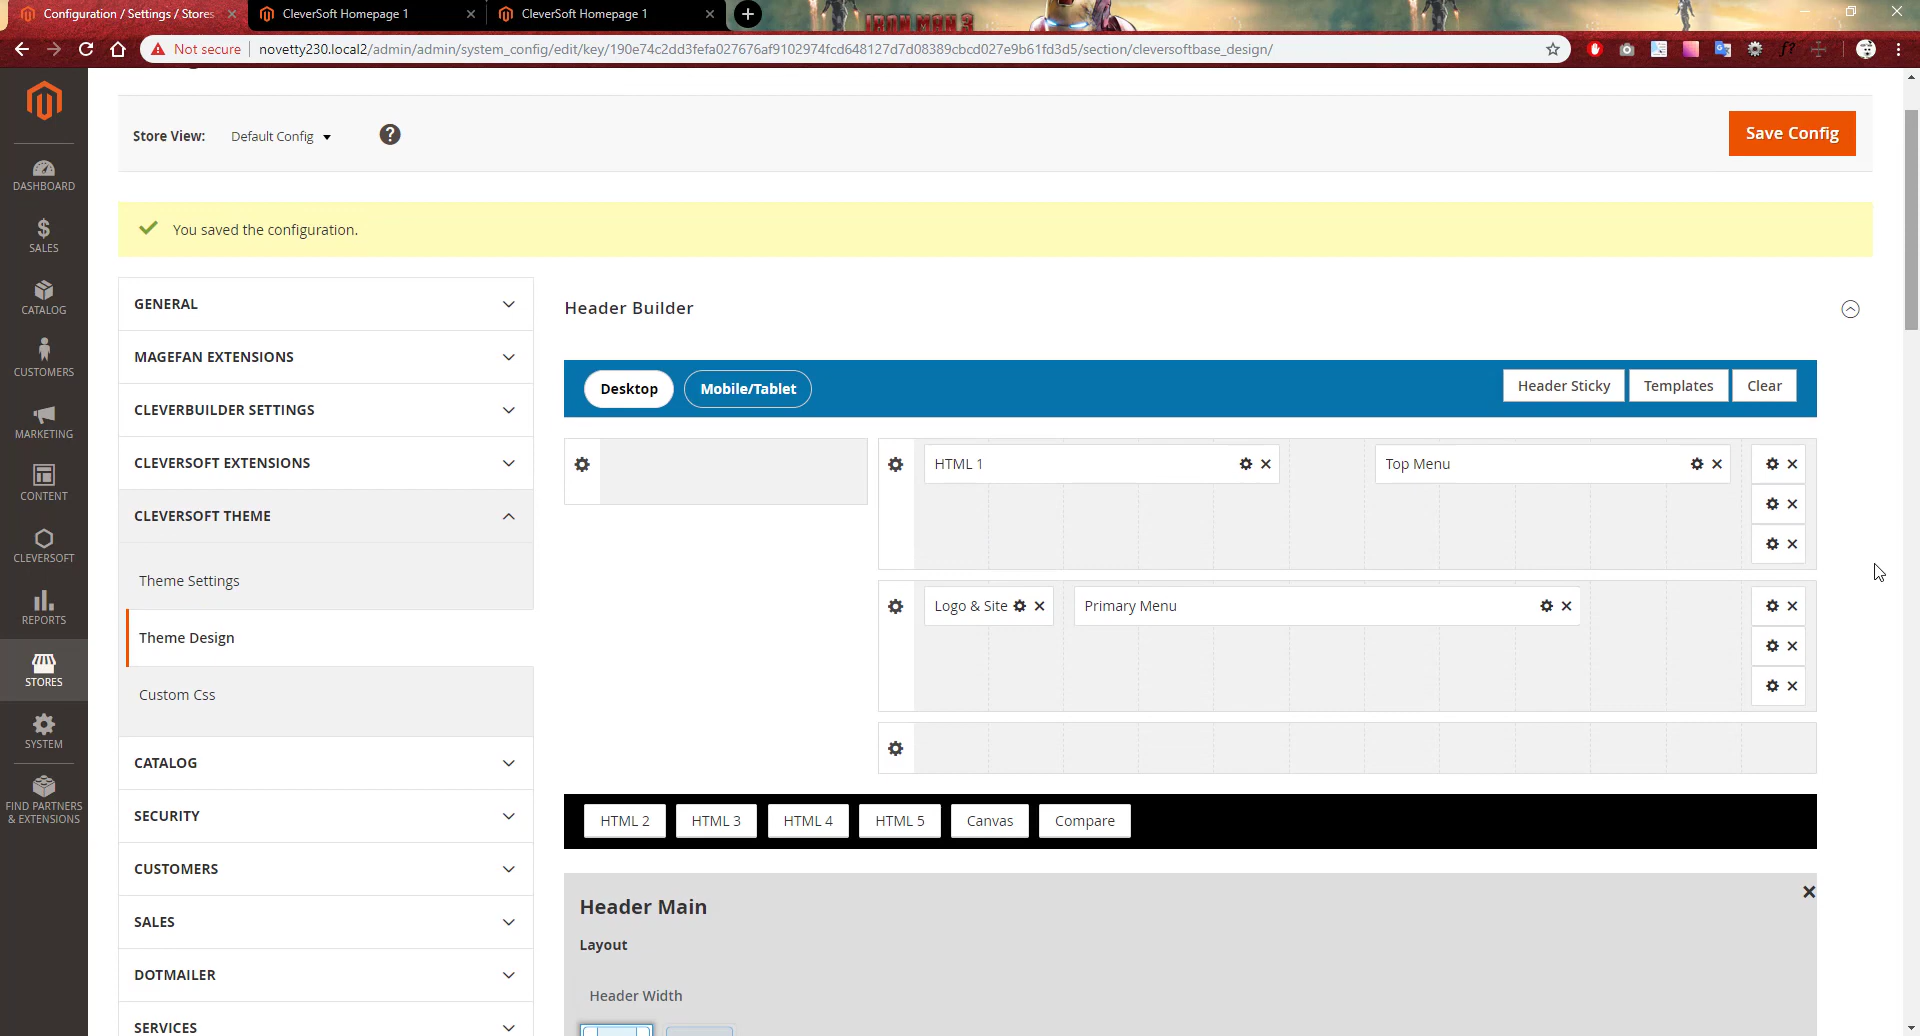 Configuration / Settings / Stores
CleverSoft Homepage 1
CleverSoft Homepage 1
IRON MAN 3
Not secure
novetty230.local2/admin/admin/system_config/edit/key/190e74c2dd3fefa027676af9102974fcd648127d7d08389cbcd027e9b61fd3d5/section/cleversoftbase_design/
f?
Store View:
Default Config
?
Save Config
You saved the configuration.
DASHBOARD
SALES
CATALOG
CUSTOMERS
MARKETING
CONTENT
CLEVERSOFT
REPORTS
STORES
SYSTEM
FIND PARTNERS
& EXTENSIONS
GENERAL
MAGEFAN EXTENSIONS
CLEVERBUILDER SETTINGS
CLEVERSOFT EXTENSIONS
CLEVERSOFT THEME
Theme Settings
Theme Design
Custom Css
CATALOG
SECURITY
CUSTOMERS
SALES
DOTMAILER
SERVICES
Header Builder
Desktop
Mobile/Tablet
Header Sticky
Templates
Clear
HTML 1
Top Menu
Logo & Site
Primary Menu
HTML 2
HTML 3
HTML 4
HTML 5
Canvas
Compare
Header Main
Layout
Header Width